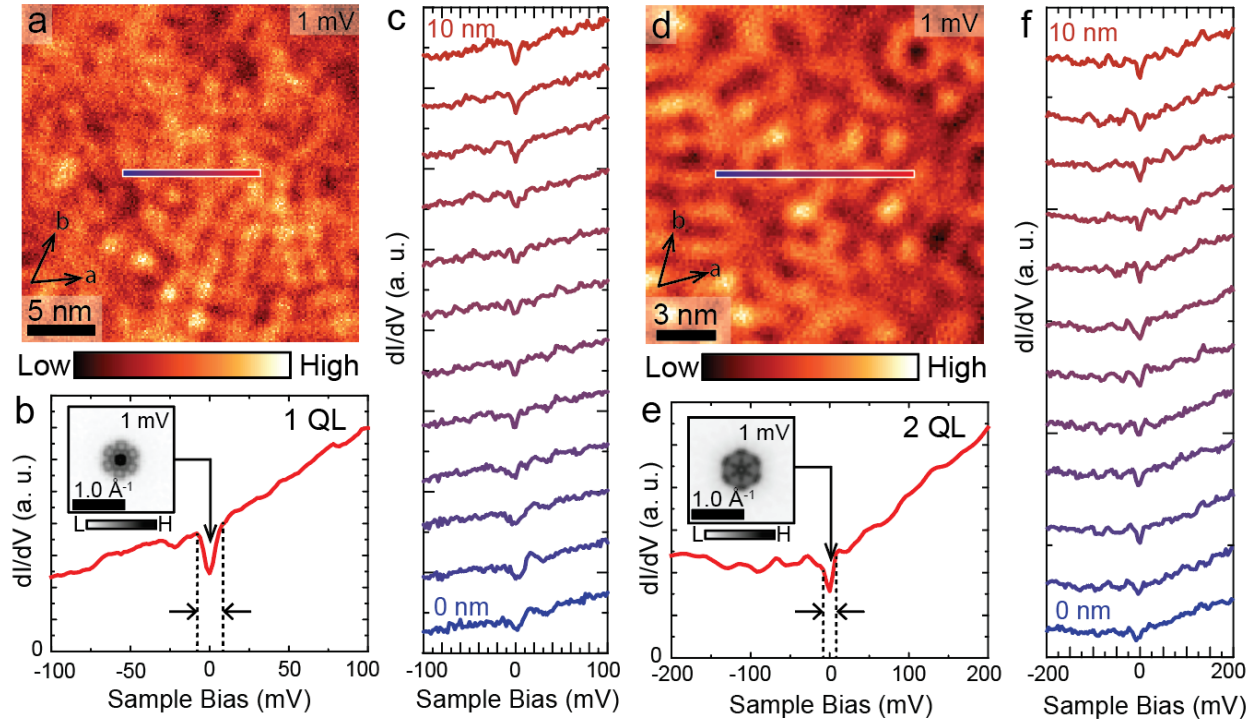 a
1 mV
b
a
5 nm
Low
High
b
1 QL
1 mV
1.0 Å⁻¹
L
H
dI/dV (a. u.)
0
-100
-50
0
50
100
Sample Bias (mV)
c
10 nm
dI/dV (a. u.)
0 nm
-100
0
100
Sample Bias (mV)
d
1 mV
b
a
3 nm
Low
High
e
2 QL
1 mV
1.0 Å⁻¹
L
H
dI/dV (a. u.)
0
-200
-100
0
100
200
Sample Bias (mV)
f
10 nm
dI/dV (a. u.)
0 nm
-200
0
200
Sample Bias (mV)